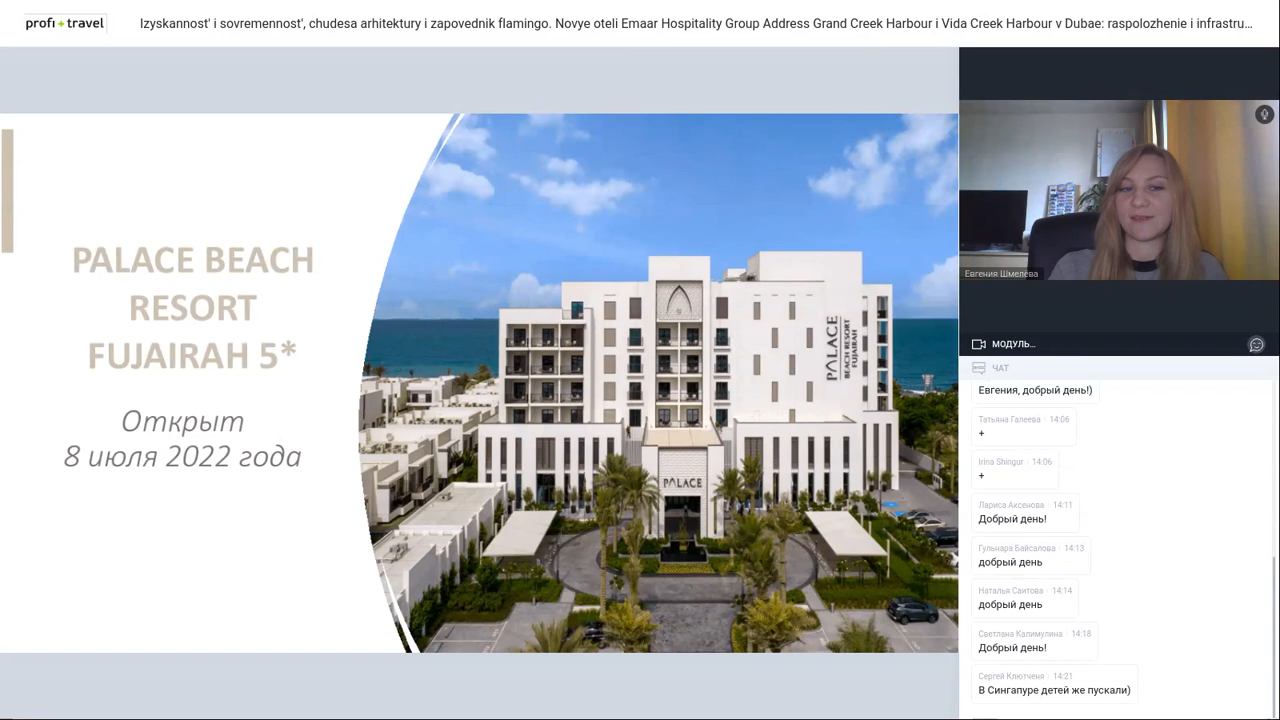 profi+travel
Izyskannost' i sovremennost', chudesa arhitektury i zapovednik flamingo. Novye oteli Emaar Hospitality Group Address Grand Creek Harbour i Vida Creek Harbour v Dubae: raspolozhenie i infrastru...
PALACE BEACH
RESORT
FUJAIRAH 5*
Открыт
8 июля 2022 года
PALACE
BEACH RESORT
FUJAIRAH
PALACE
Евгения Шмелёва
МОДУЛЬ...
ЧАТ
Евгения, добрый день!)
Татьяна Галеева 14:06
+
Irina Shingur 14:06
+
Лариса Аксенова 14:11
Добрый день!
Гульнара Байсалова 14:13
добрый день
Наталья Саитова 14:14
добрый день
Светлана Калимулина 14:18
Добрый день!
Сергей Клютченя 14:21
В Сингапуре детей же пускали)